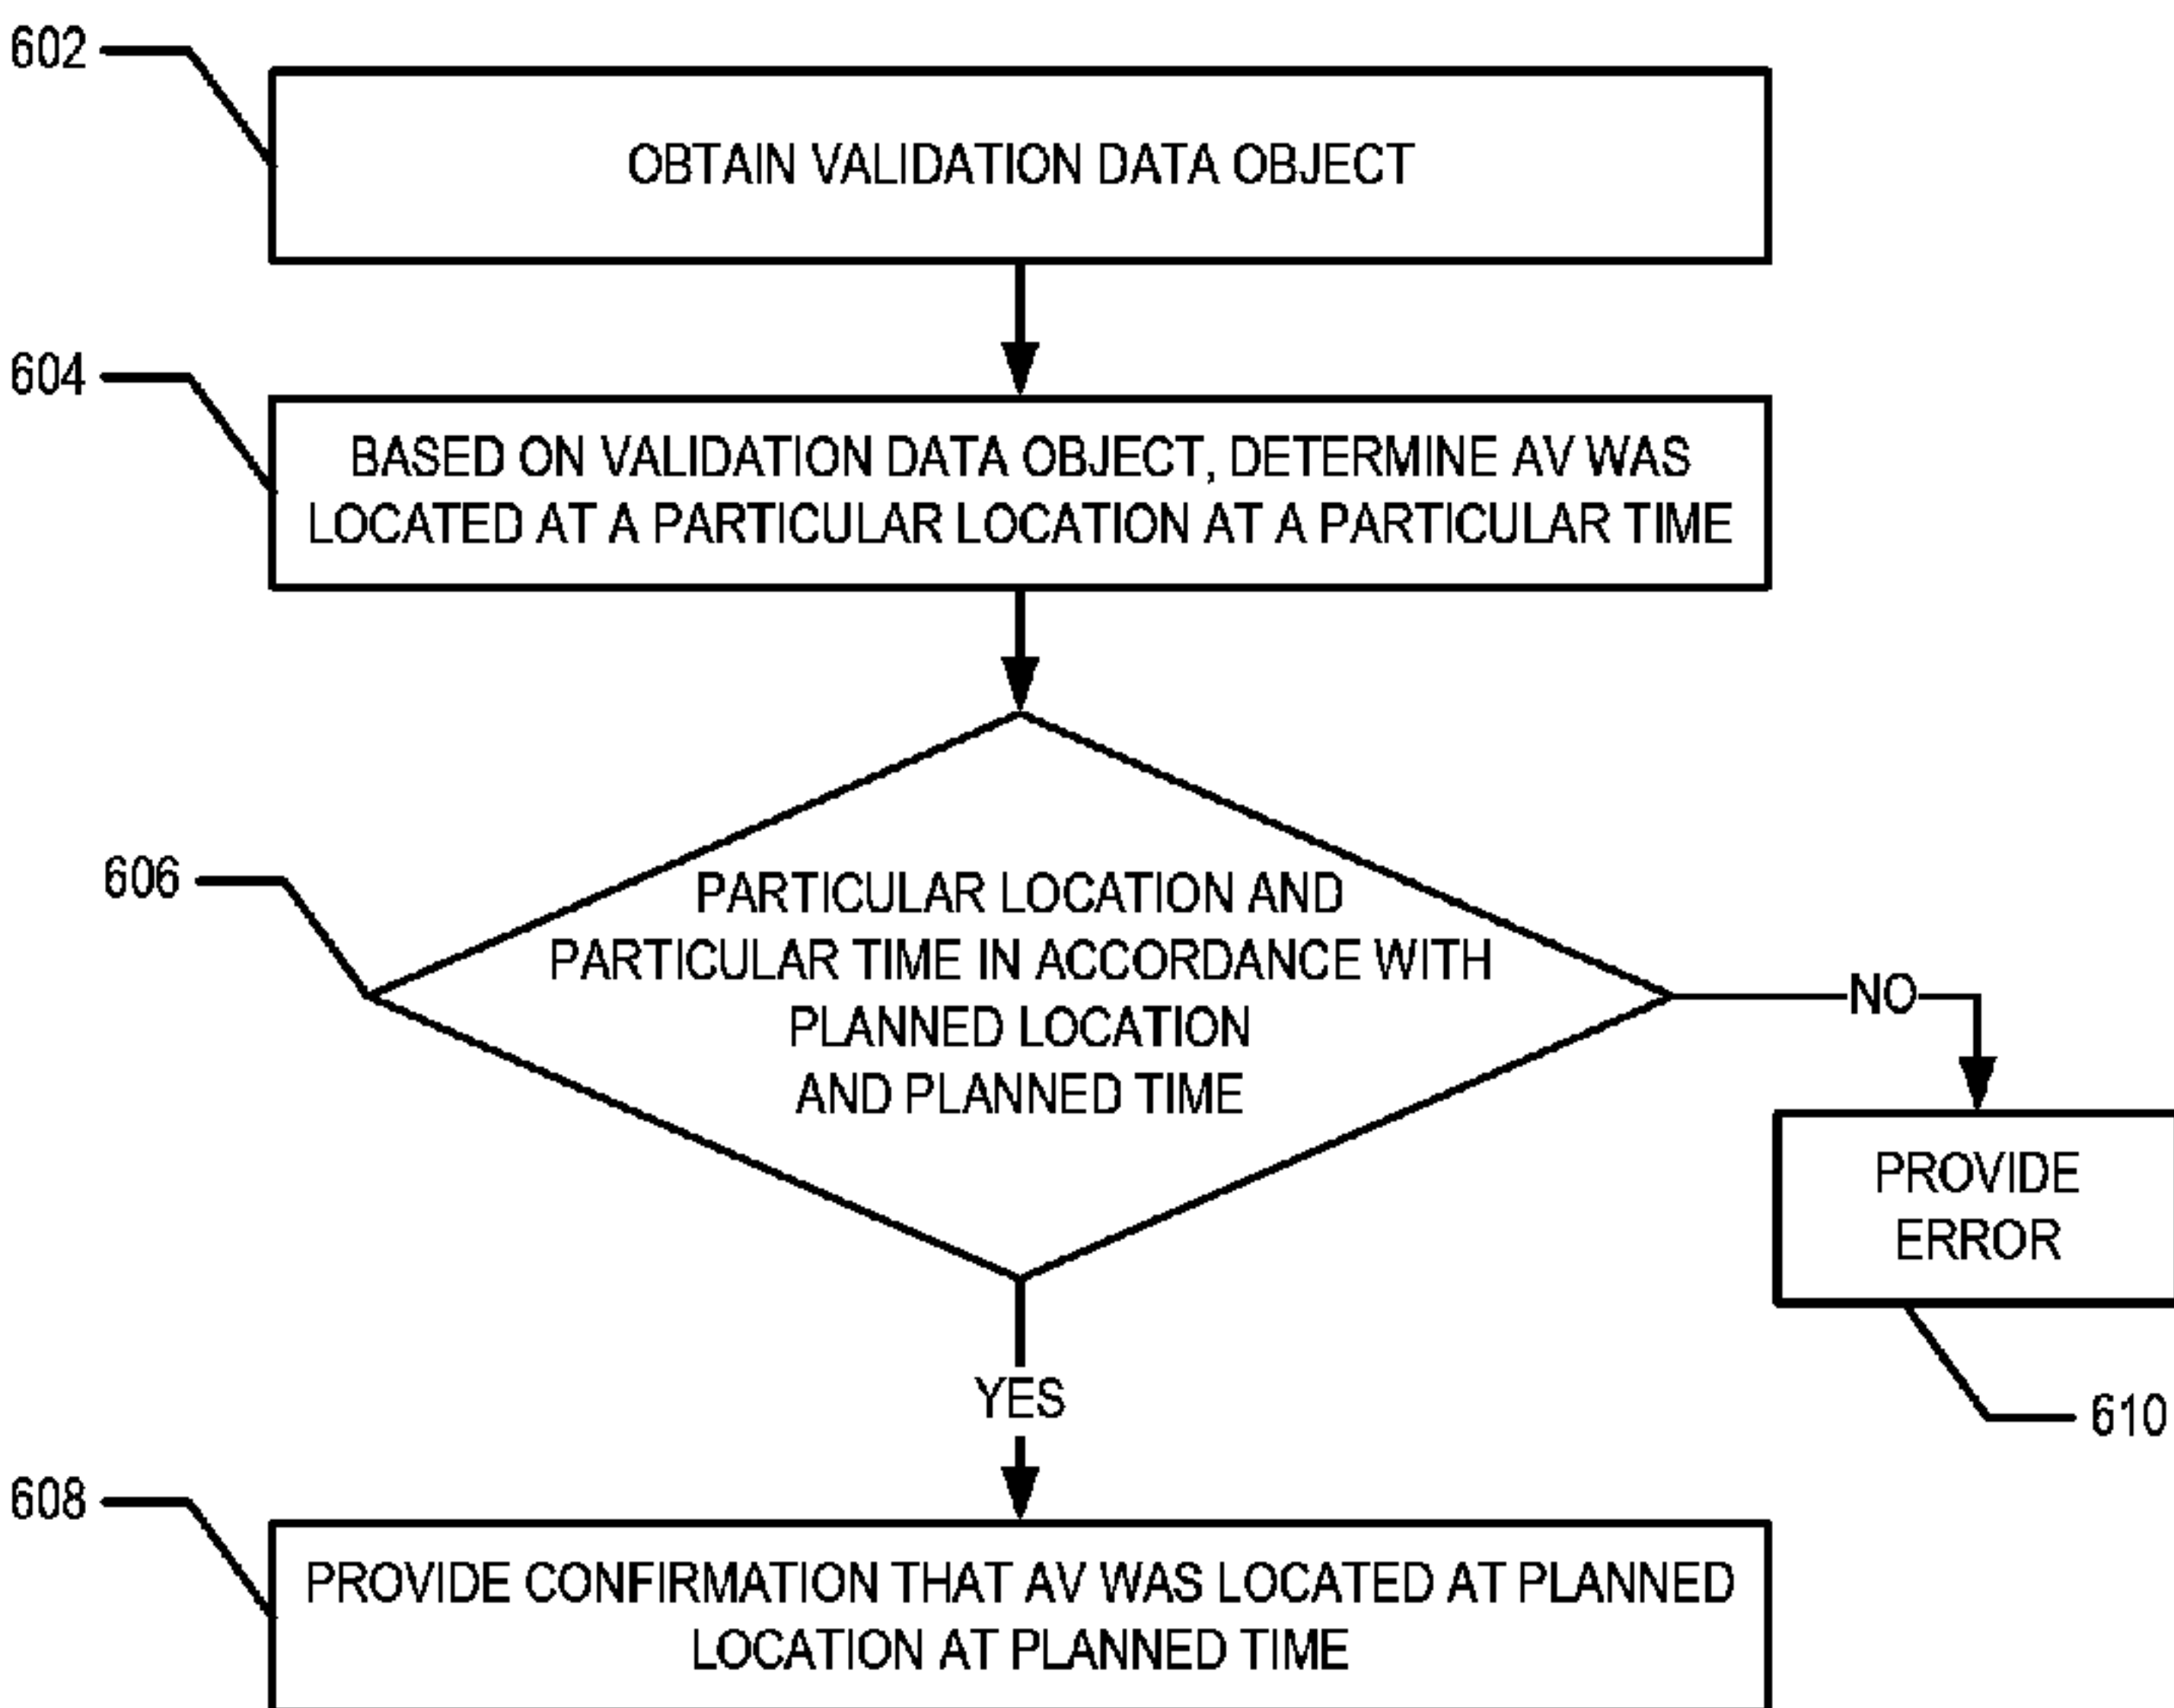 602
OBTAIN VALIDATION DATA OBJECT
604
BASED ON VALIDATION DATA OBJECT, DETERMINE AV WAS
LOCATED AT A PARTICULAR LOCATION AT A PARTICULAR TIME
606
PARTICULAR LOCATION AND
PARTICULAR TIME IN ACCORDANCE WITH
PLANNED LOCATION
AND PLANNED TIME
NO
PROVIDE
ERROR
YES
610
608
PROVIDE CONFIRMATION THAT AV WAS LOCATED AT PLANNED
LOCATION AT PLANNED TIME